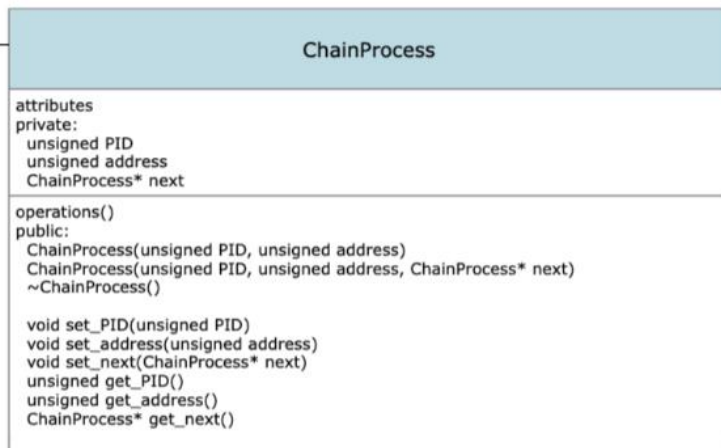 ChainProcess
attributes
private:
unsigned PID
unsigned address
ChainProcess* next
operations()
public:
ChainProcess(unsigned PID, unsigned address)
ChainProcess(unsigned PID, unsigned address, ChainProcess* next)
~ChainProcess()
void set_PID(unsigned PID)
void set_address(unsigned address)
void set_next(ChainProcess* next)
unsigned get_PID()
unsigned get_address()
ChainProcess* get_next()